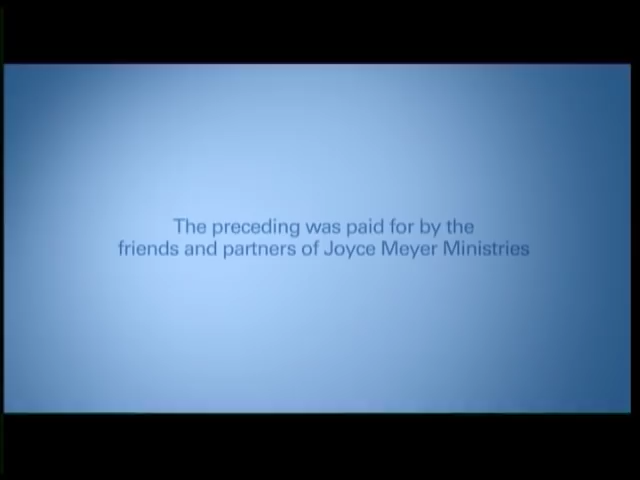 The preceding was paid for by the
friends and partners of Joyce Meyer Ministries